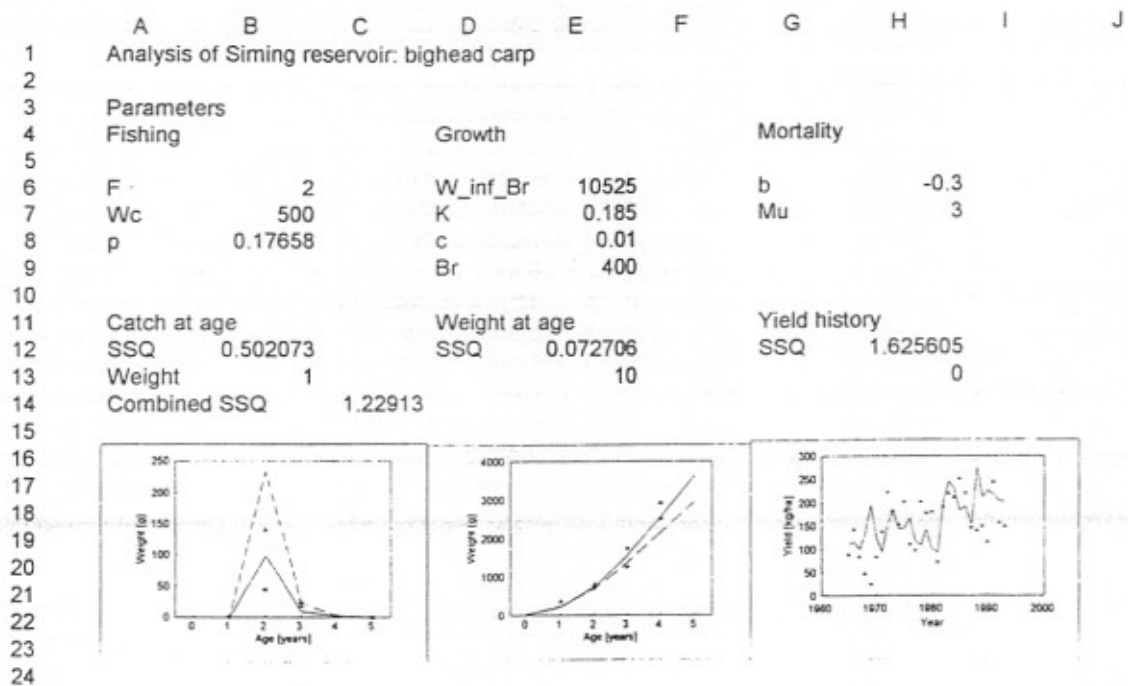 A B C D E F G H I J
1 Analysis of Siming reservoir: bighead carp
2
3 Parameters
4 Fishing Growth Mortality
5
6 F 2 W_inf_Br 10525 b -0.3
7 Wc 500 K 0.185 Mu 3
8 p 0.17658 c 0.01
9 Br 400
10
11 Catch at age Weight at age Yield history
12 SSQ 0.502073 SSQ 0.072706 SSQ 1.625605
13 Weight 1 10 0
14 Combined SSQ 1.22913
15
16
17
18
19
20
21
22
23
24
250
200
150
100
50
0
Weight [g]
0 1 2 3 4 5
Age [years]
4000
3000
2000
1000
0
Weight [g]
0 1 2 3 4 5
Age [years]
300
250
200
150
100
50
0
Yield [kg/ha]
1960 1970 1980 1990 2000
Year